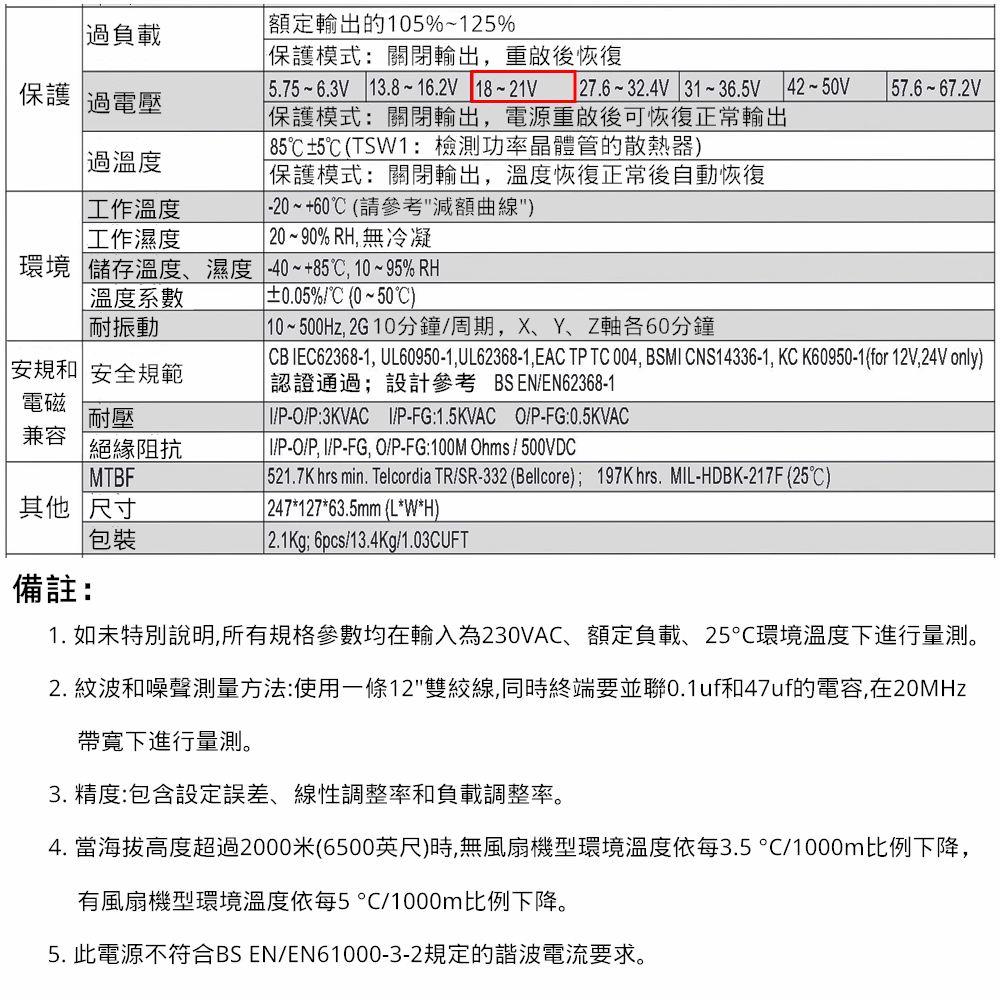 保護
過負載
額定輸出的105%~125%
保護模式：關閉輸出，重啟後恢復
過電壓
5.75 ~ 6.3V 13.8 ~ 16.2V 18 ~ 21V 27.6 ~ 32.4V 31 ~ 36.5V 42 ~ 50V 57.6 ~ 67.2V
保護模式：關閉輸出，電源重啟後可恢復正常輸出
過溫度
85℃ ±5℃ (TSW1：檢測功率晶體管的散熱器)
保護模式：關閉輸出，溫度恢復正常後自動恢復
環境
工作溫度 -20 ~ +60℃ (請參考"減額曲線")
工作濕度 20 ~ 90% RH, 無冷凝
儲存溫度、濕度 -40 ~ +85℃, 10 ~ 95% RH
溫度系數 ±0.05%/℃ (0 ~ 50℃)
耐振動 10 ~ 500Hz, 2G 10分鐘/周期，X、Y、Z軸各60分鐘
安規和
電磁
兼容
安全規範
CB IEC62368-1, UL60950-1,UL62368-1,EAC TP TC 004, BSMI CNS14336-1, KC K60950-1(for 12V,24V only)
認證通過；設計參考 BS EN/EN62368-1
耐壓 I/P-O/P:3KVAC I/P-FG:1.5KVAC O/P-FG:0.5KVAC
絕緣阻抗 I/P-O/P, I/P-FG, O/P-FG:100M Ohms / 500VDC
其他
MTBF 521.7K hrs min. Telcordia TR/SR-332 (Bellcore) ; 197K hrs. MIL-HDBK-217F (25℃)
尺寸 247*127*63.5mm (L*W*H)
包裝 2.1Kg; 6pcs/13.4Kg/1.03CUFT
備註:
1. 如未特別說明,所有規格參數均在輸入為230VAC、額定負載、25°C環境溫度下進行量測。
2. 紋波和噪聲測量方法:使用一條12"雙絞線,同時終端要並聯0.1uf和47uf的電容,在20MHz
帶寬下進行量測。
3. 精度:包含設定誤差、線性調整率和負載調整率。
4. 當海拔高度超過2000米(6500英尺)時,無風扇機型環境溫度依每3.5 °C/1000m比例下降，
有風扇機型環境溫度依每5 °C/1000m比例下降。
5. 此電源不符合BS EN/EN61000-3-2規定的諧波電流要求。